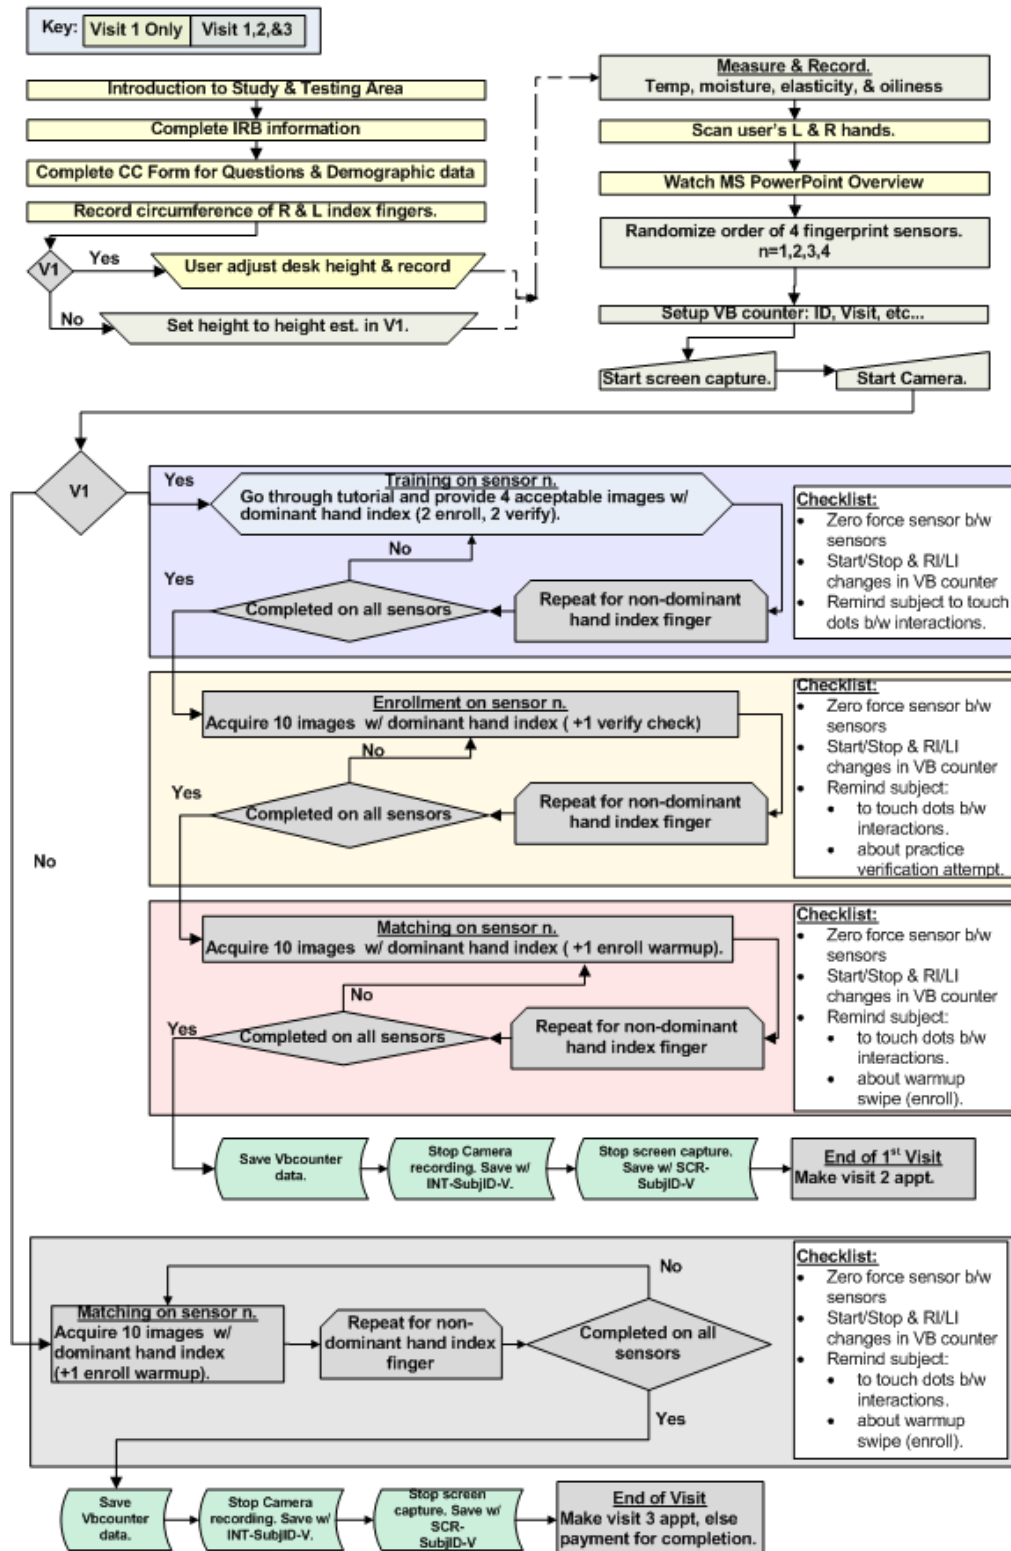 Key:
Visit 1 Only
Visit 1,2,&3
Introduction to Study & Testing Area
Complete IRB information
Complete CC Form for Questions & Demographic data
Record circumference of R & L index fingers.
V1
Yes
User adjust desk height & record
No
Set height to height est. in V1.
Measure & Record.
Temp, moisture, elasticity, & oiliness
Scan user's L & R hands.
Watch MS PowerPoint Overview
Randomize order of 4 fingerprint sensors.
n=1,2,3,4
Setup VB counter: ID, Visit, etc...
Start screen capture.
Start Camera.
V1
Yes
Training on sensor n.
Go through tutorial and provide 4 acceptable images w/
dominant hand index (2 enroll, 2 verify).
No
Yes
Completed on all sensors
Repeat for non-dominant
hand index finger
Checklist:
• Zero force sensor b/w
sensors
• Start/Stop & RI/LI
changes in VB counter
• Remind subject to touch
dots b/w interactions.
Enrollment on sensor n.
Acquire 10 images w/ dominant hand index ( +1 verify check)
No
Yes
Completed on all sensors
Repeat for non-dominant
hand index finger
Checklist:
• Zero force sensor b/w
sensors
• Start/Stop & RI/LI
changes in VB counter
• Remind subject:
• to touch dots b/w
interactions.
• about practice
verification attempt.
No
Matching on sensor n.
Acquire 10 images w/ dominant hand index ( +1 enroll warmup).
No
Yes
Completed on all sensors
Repeat for non-dominant
hand index finger
Checklist:
• Zero force sensor b/w
sensors
• Start/Stop & RI/LI
changes in VB counter
• Remind subject:
• to touch dots b/w
interactions.
• about warmup
swipe (enroll).
Save Vbcounter
data.
Stop Camera
recording. Save w/
INT-SubjID-V.
Stop screen capture.
Save w/ SCR-
SubjID-V
End of 1st Visit
Make visit 2 appt.
No
Matching on sensor n.
Acquire 10 images w/
dominant hand index
(+1 enroll warmup).
Repeat for non-
dominant hand index
finger
Completed on all
sensors
Yes
Checklist:
• Zero force sensor b/w
sensors
• Start/Stop & RI/LI
changes in VB counter
• Remind subject:
• to touch dots b/w
interactions.
• about warmup
swipe (enroll).
Save
Vbcounter
data.
Stop Camera
recording. Save w/
INT-SubjID-V.
Stop screen
capture. Save w/
SCR-
SubjID-V
End of Visit
Make visit 3 appt, else
payment for completion.